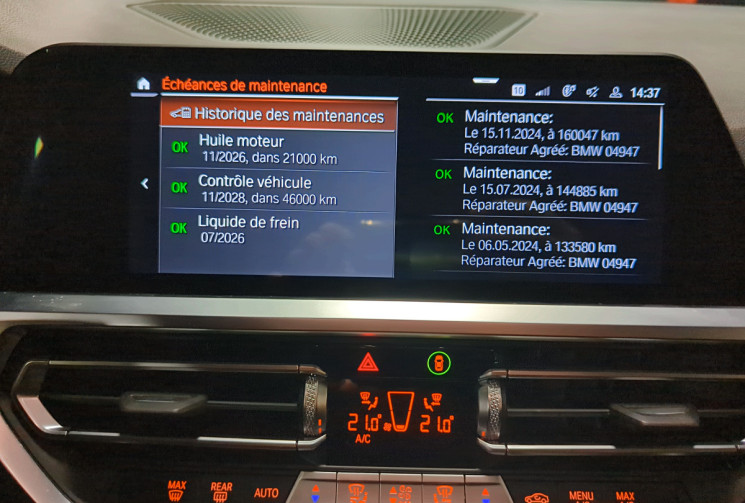 Échéances de maintenance
10
14:37
Historique des maintenances
OK Huile moteur
11/2026, dans 21000 km
OK Contrôle véhicule
11/2028, dans 46000 km
OK Liquide de frein
07/2026
OK Maintenance:
Le 15.11.2024, à 160047 km
Réparateur Agréé: BMW 04947
OK Maintenance:
Le 15.07.2024, à 144885 km
Réparateur Agréé: BMW 04947
OK Maintenance:
Le 06.05.2024, à 133580 km
Réparateur Agréé: BMW 04947
21.0° 21.0°
A/C
MAX REAR AUTO MENU MAX